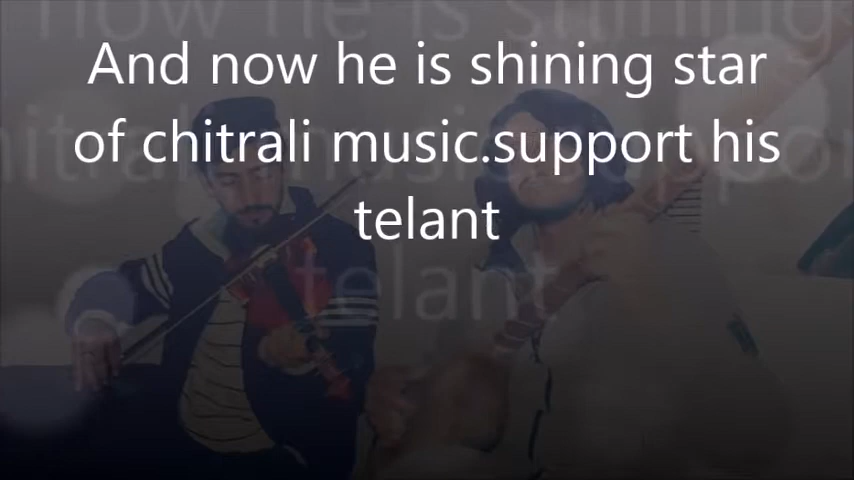 And now he is shining star
of chitrali music.support his
telant